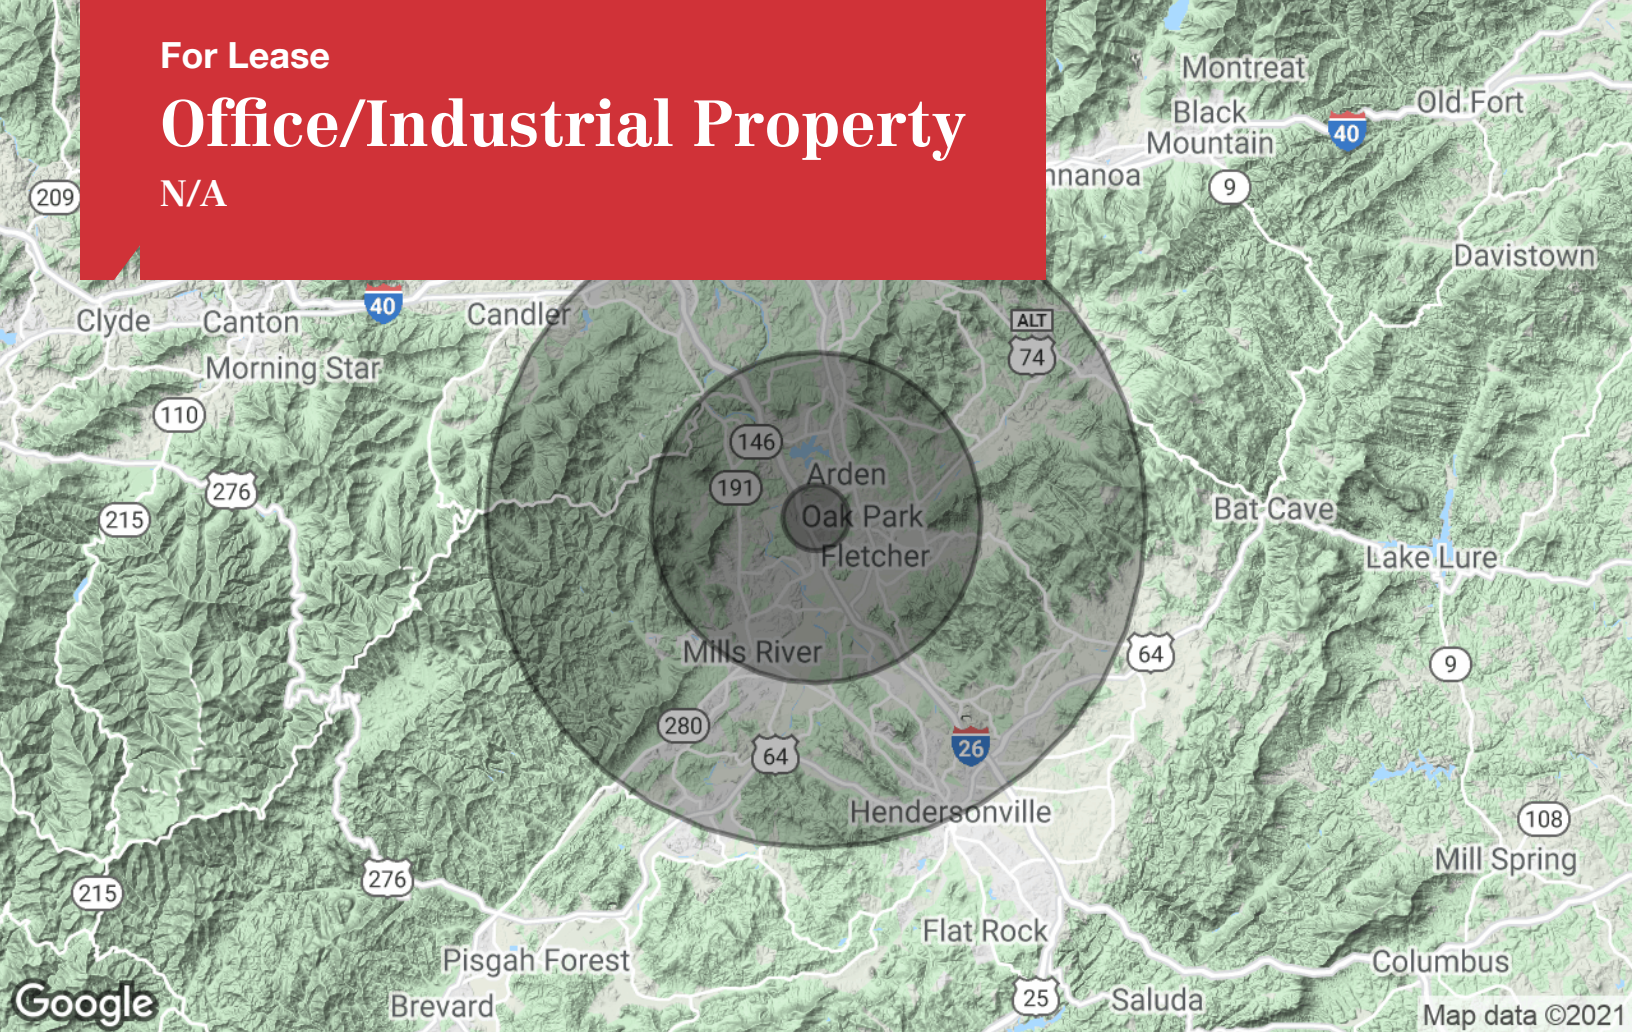 For Lease
Office/Industrial Property
N/A
Montreat
Black
Mountain
Old Fort
40
nnanoa
9
209
Davistown
Clyde
Canton
40
Candler
ALT
74
Morning Star
110
146
Arden
191
276
215
Oak Park
Bat Cave
Fletcher
Lake Lure
Mills River
64
9
280
64
26
Hendersonville
108
Mill Spring
276
215
Flat Rock
Pisgah Forest
Columbus
Google
Brevard
25
Saluda
Map data ©2021